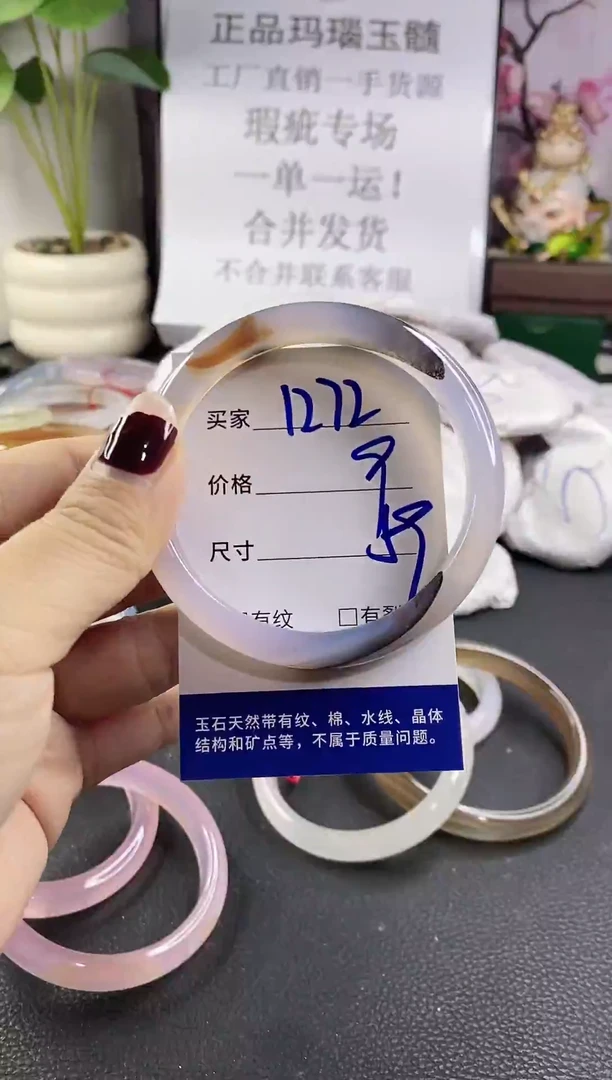 正品玛瑙玉髓
工厂直销一手货源
瑕疵专场
一单一运！
合并发货
不合并联系客服
买家 1272
价格 9
尺寸 59
有纹 □有裂
玉石天然带有纹、棉、水线、晶体
结构和矿点等，不属于质量问题。